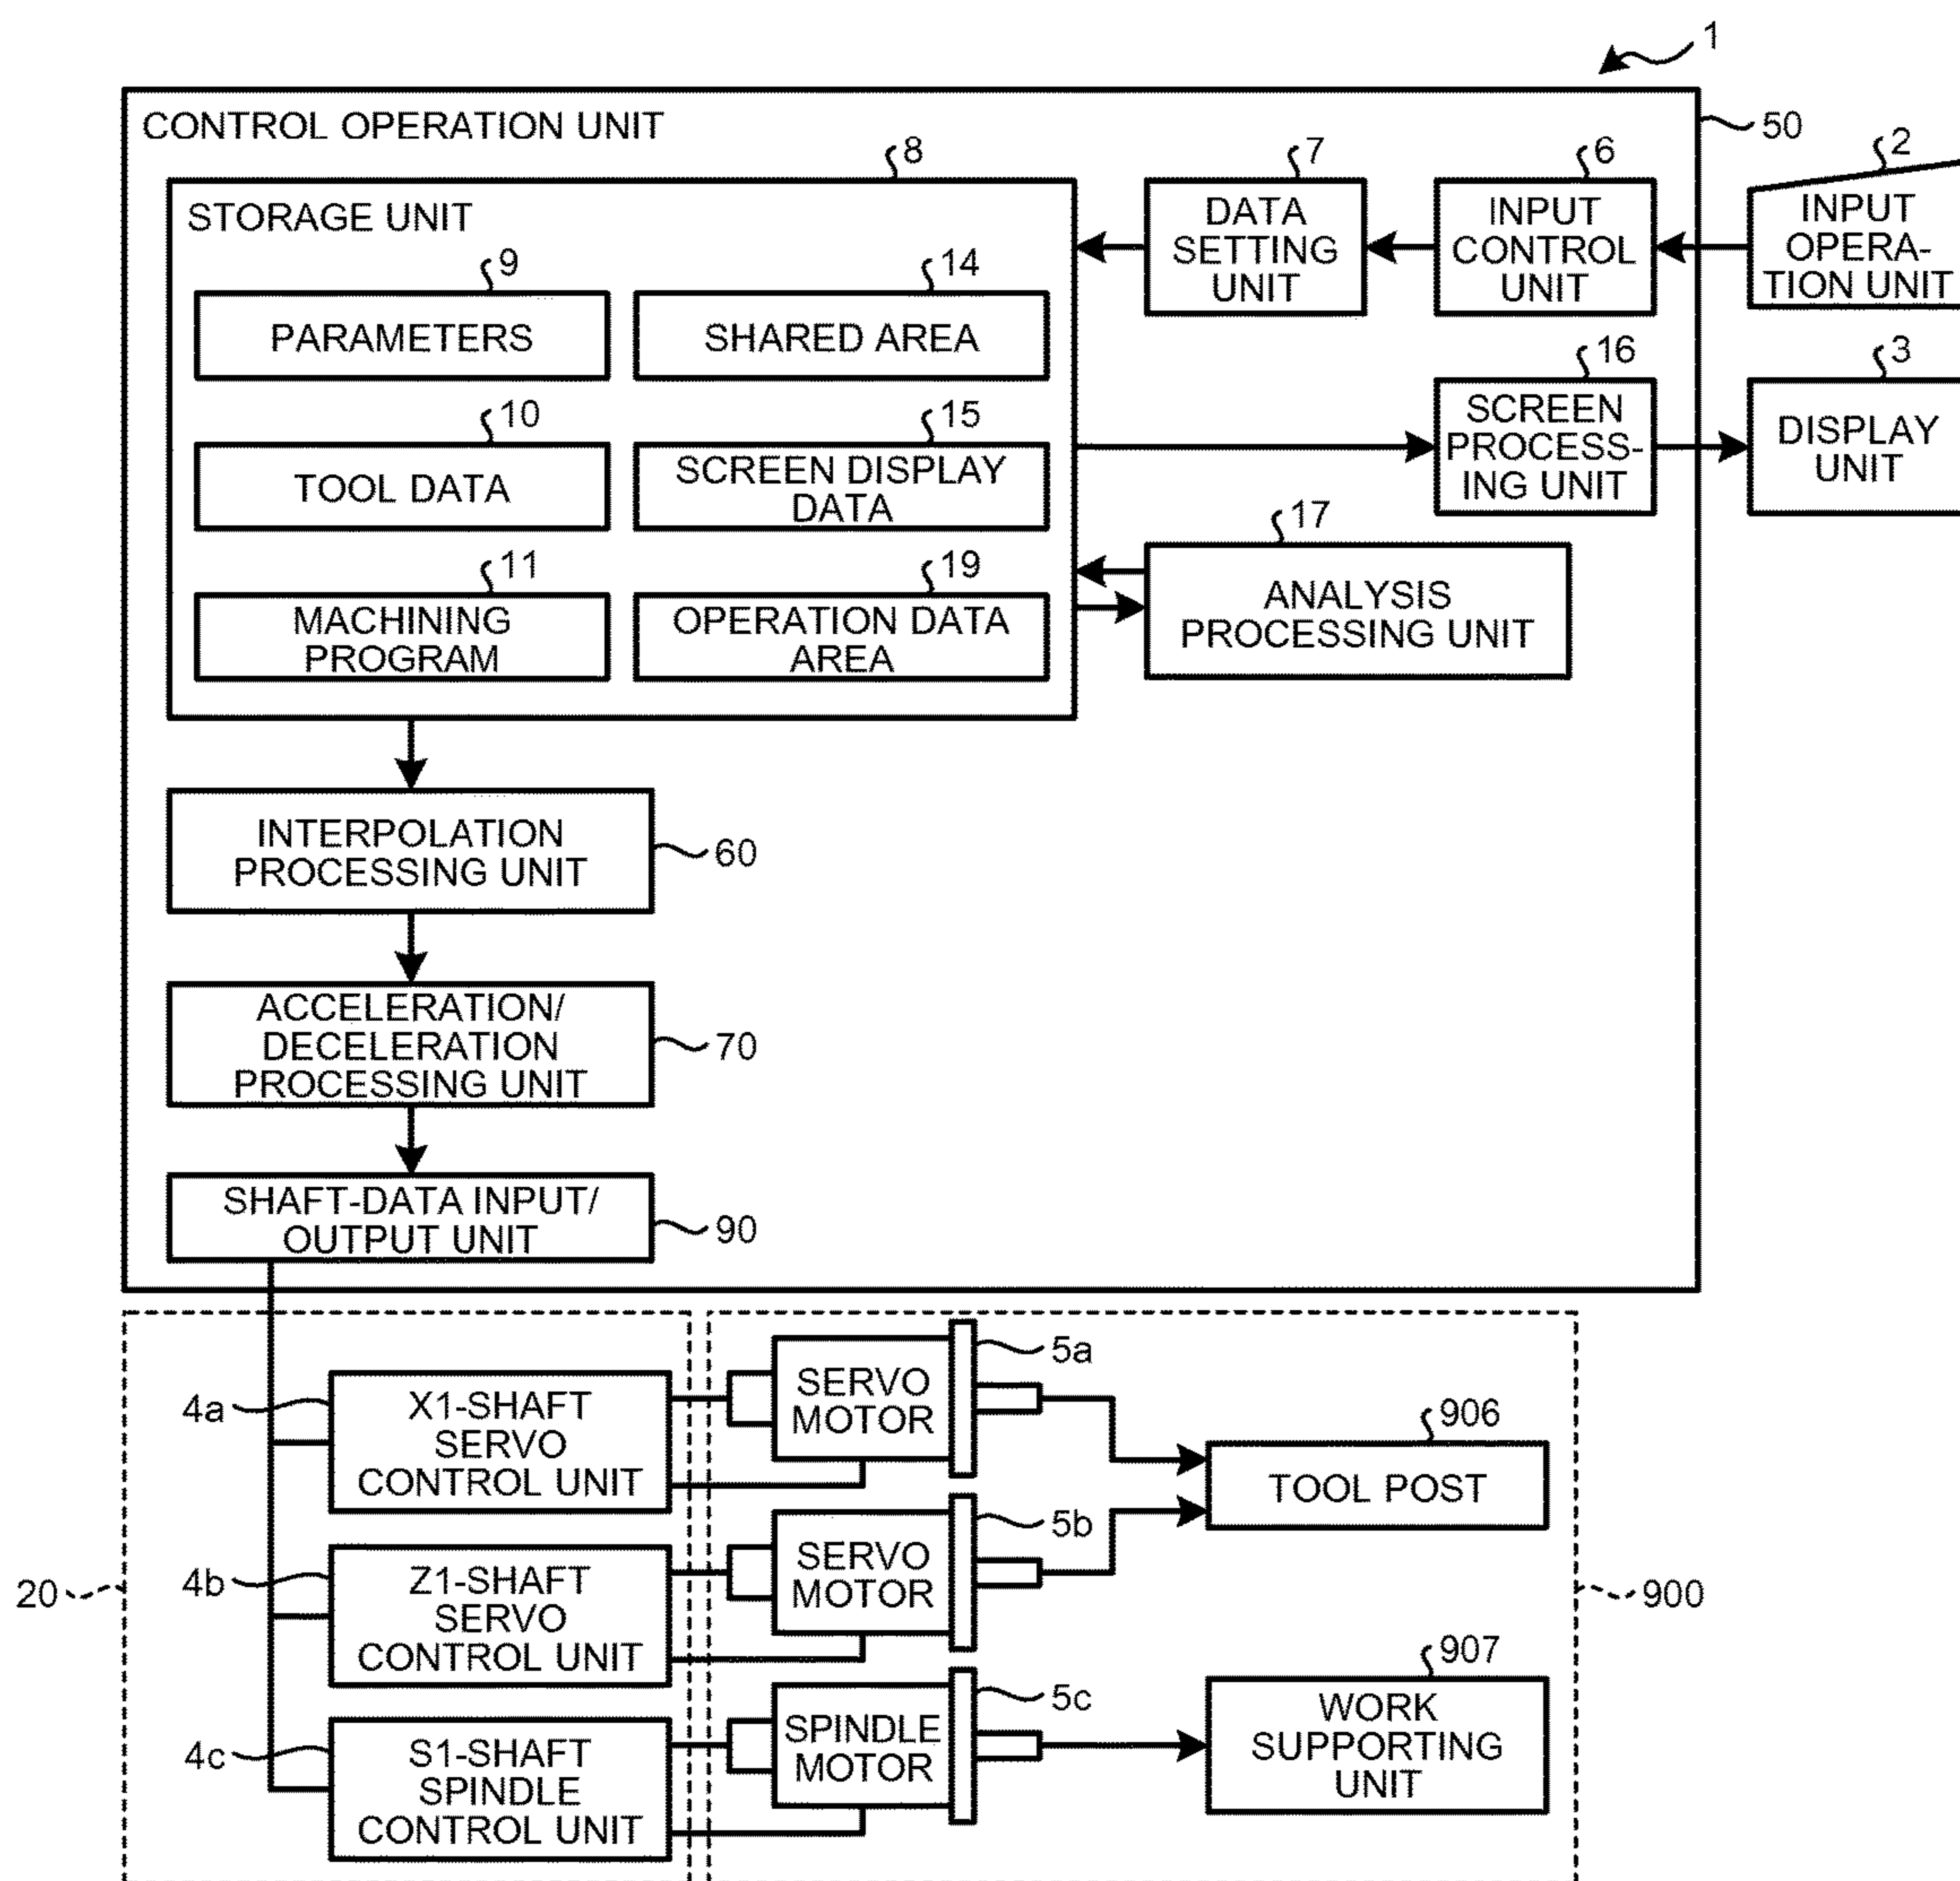 1
CONTROL OPERATION UNIT
50
8
7
6
2
STORAGE UNIT
DATA
SETTING
UNIT
INPUT
CONTROL
UNIT
INPUT
OPERA-
TION UNIT
9
14
PARAMETERS
SHARED AREA
16
3
SCREEN
PROCESS-
ING UNIT
DISPLAY
UNIT
10
15
TOOL DATA
SCREEN DISPLAY
DATA
17
ANALYSIS
PROCESSING UNIT
11
19
MACHINING
PROGRAM
OPERATION DATA
AREA
INTERPOLATION
PROCESSING UNIT
60
ACCELERATION/
DECELERATION
PROCESSING UNIT
70
SHAFT-DATA INPUT/
OUTPUT UNIT
90
4a
X1-SHAFT
SERVO
CONTROL UNIT
SERVO
MOTOR
5a
906
TOOL POST
20
4b
Z1-SHAFT
SERVO
CONTROL UNIT
SERVO
MOTOR
5b
900
907
4c
S1-SHAFT
SPINDLE
CONTROL UNIT
SPINDLE
MOTOR
5c
WORK
SUPPORTING
UNIT